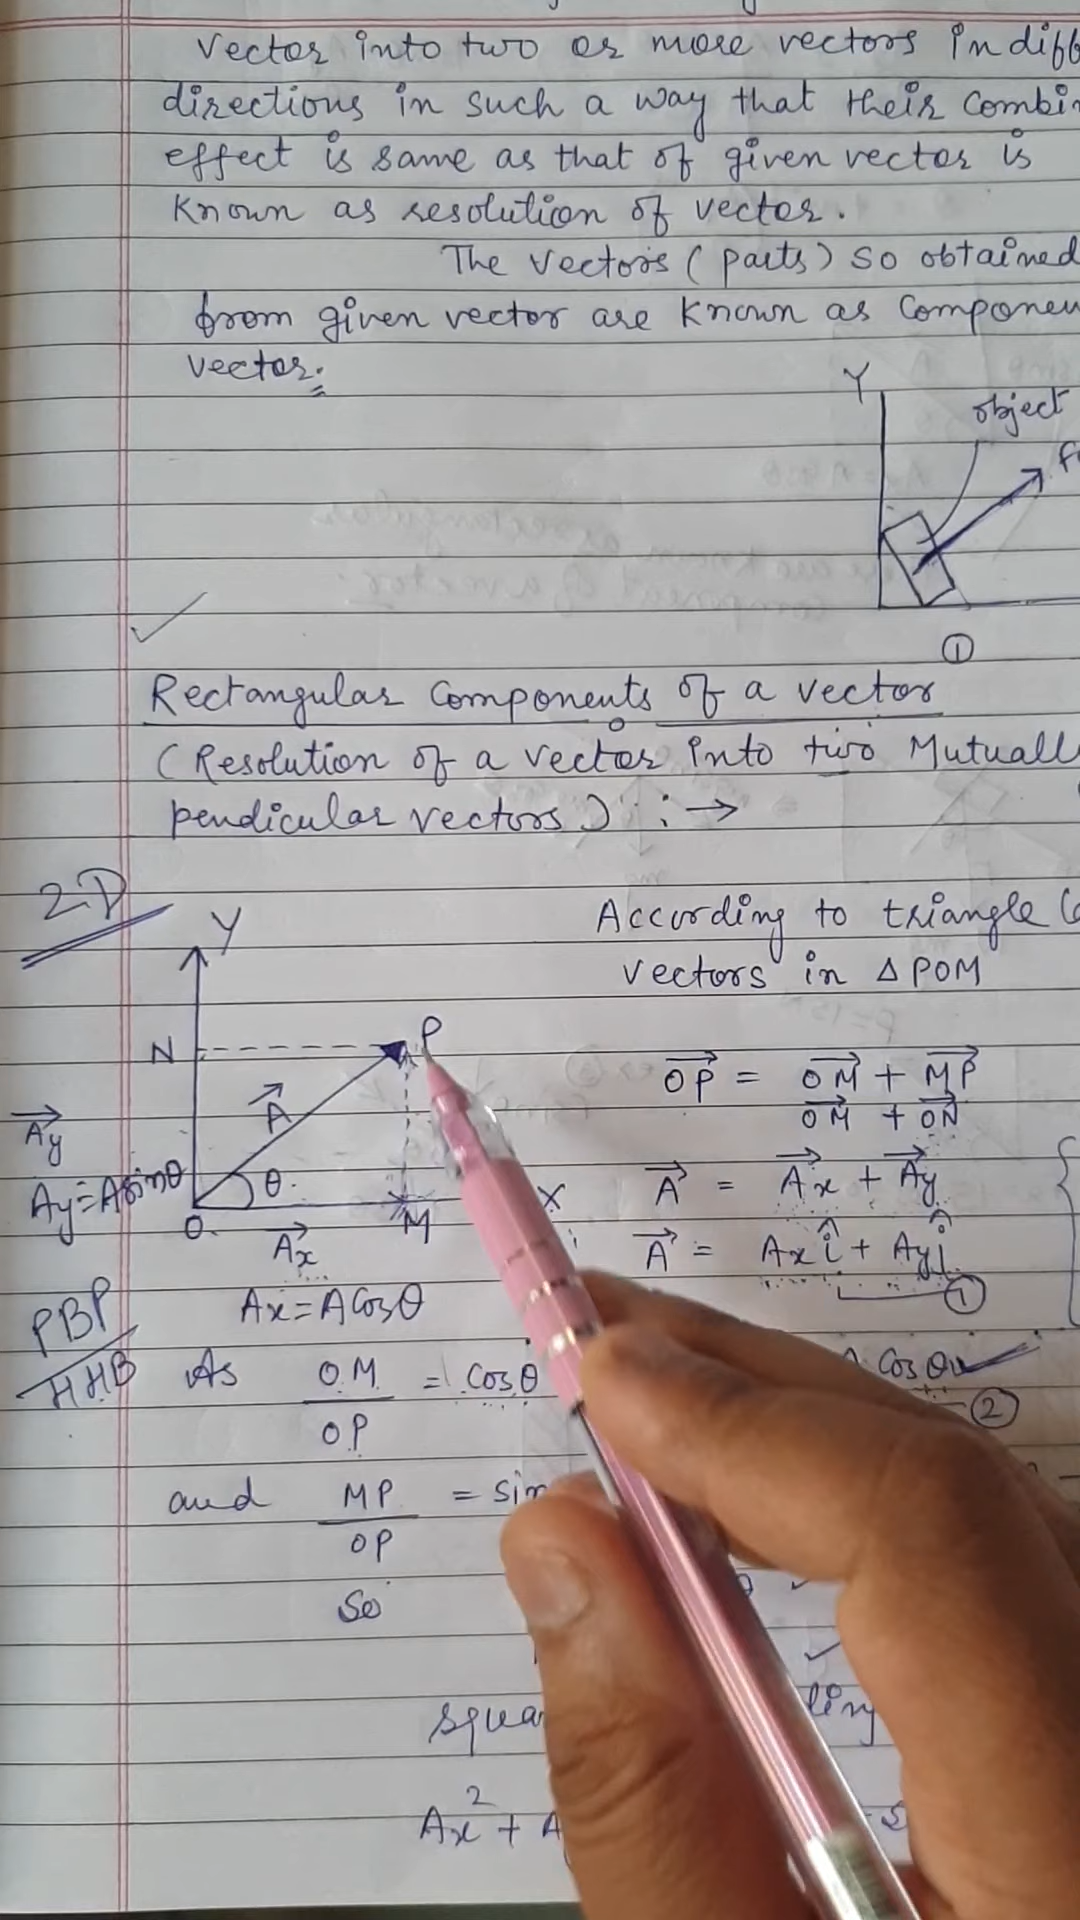 vector into two or more vectors in diff
directions in such a way that their combi
effect is same as that of given vector is
known as resolution of vector.
The vectors (parts) so obtained
from given vector are known as componen
vector.
Y
object
F
①
Rectangular Components of a vector
(Resolution of a vector into two Mutuall
pendicular vectors) :→
2D
Y
According to triangle
vectors in Δ POM
N
P
OP⃗ = OM⃗ + MP⃗
OM⃗ + ON⃗
A⃗
Ay⃗
Ay=Asinθ
θ
O
M
X
Ax⃗
A⃗ = Ax⃗ + Ay⃗
A⃗ = Ax î + Ay ĵ
①
Ax=ACosθ
PBP
HHB
As OM/OP = Cosθ
Cosθ
②
and MP/OP = sin
So
squa
Ax² + A